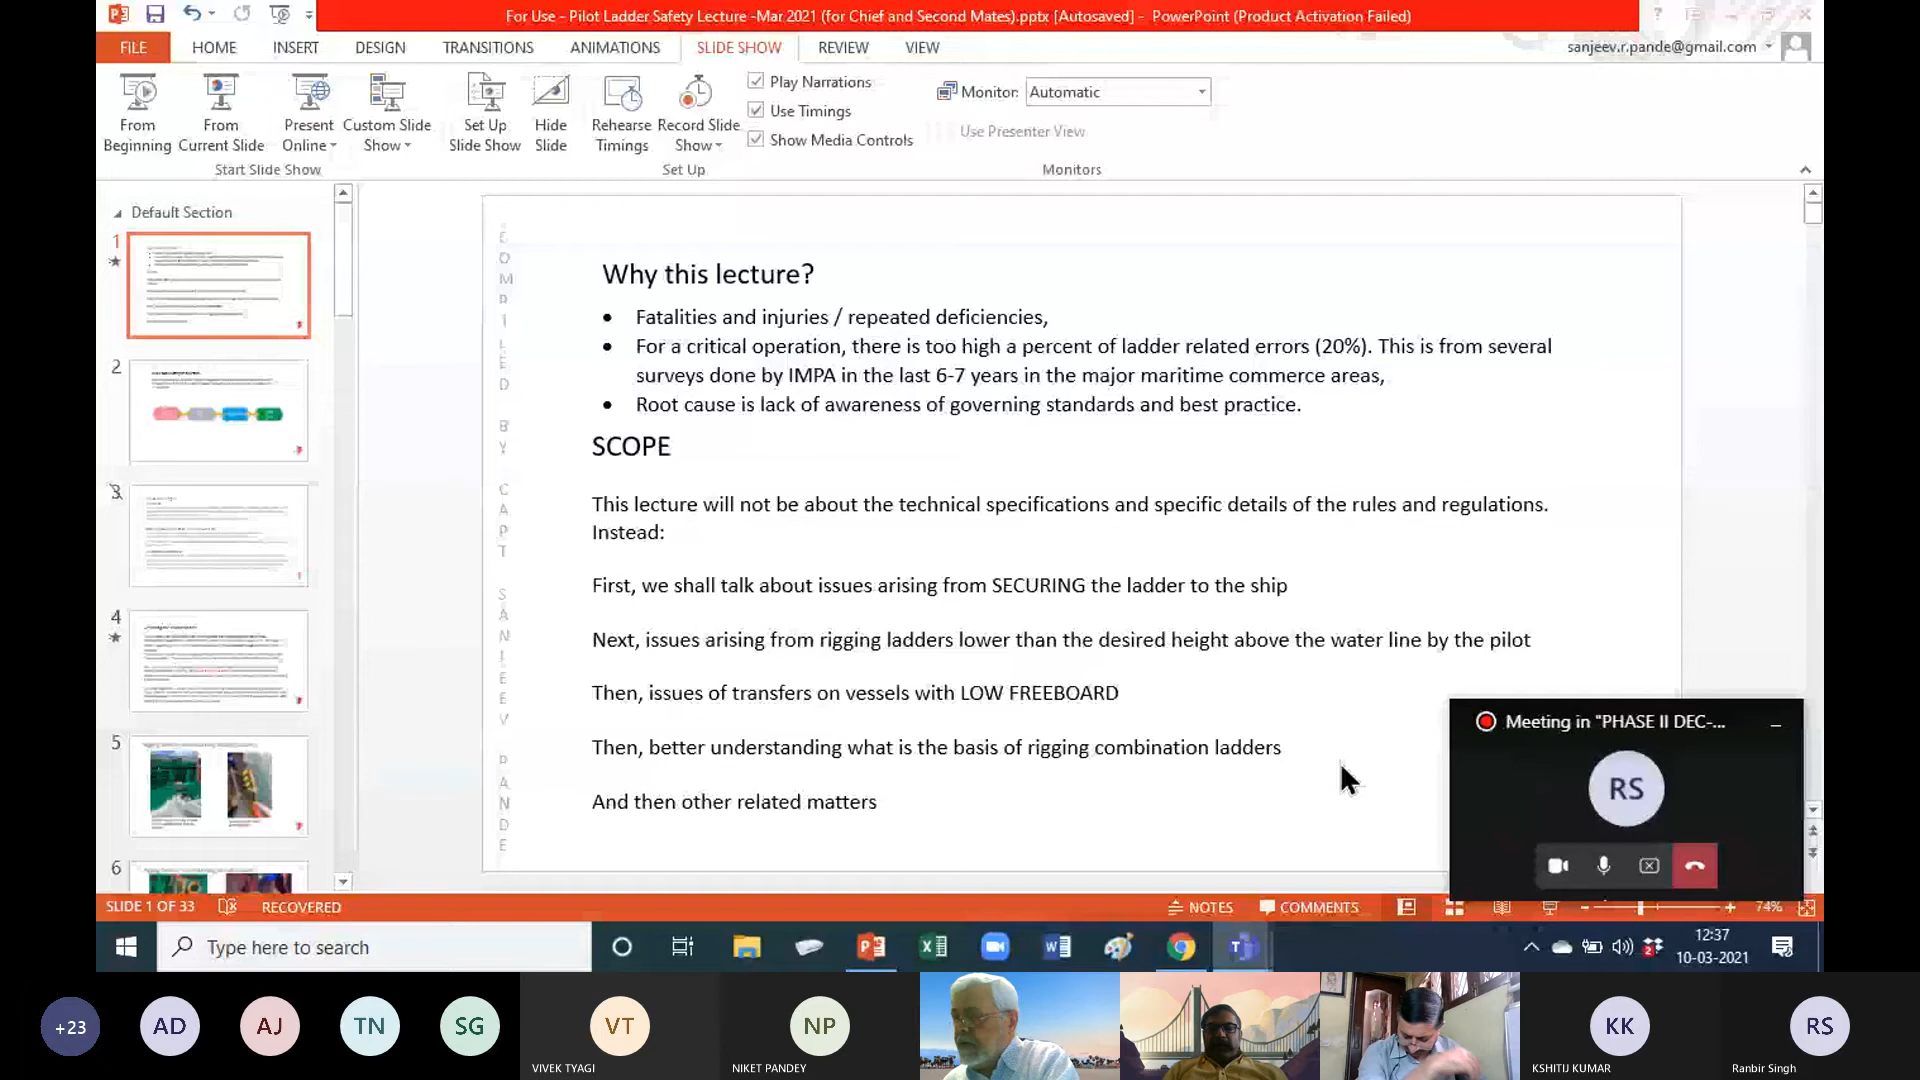 For Use - Pilot Ladder Safety Lecture -Mar 2021 (for Chief and Second Mates).pptx [Autosaved] - PowerPoint (Product Activation Failed)
FILE HOME INSERT DESIGN TRANSITIONS ANIMATIONS SLIDE SHOW REVIEW VIEW
sanjeev.r.pande@gmail.com
From Beginning
From Current Slide
Present Online
Custom Slide Show
Start Slide Show
Set Up Slide Show
Hide Slide
Rehearse Timings
Record Slide Show
Play Narrations
Use Timings
Show Media Controls
Set Up
Monitor: Automatic
Use Presenter View
Monitors
Default Section
1
2
3
4
5
6
COMPILED BY CAPT SANJEEV PANDE
Why this lecture?
• Fatalities and injuries / repeated deficiencies,
• For a critical operation, there is too high a percent of ladder related errors (20%). This is from several
surveys done by IMPA in the last 6-7 years in the major maritime commerce areas,
• Root cause is lack of awareness of governing standards and best practice.
SCOPE
This lecture will not be about the technical specifications and specific details of the rules and regulations.
Instead:
First, we shall talk about issues arising from SECURING the ladder to the ship
Next, issues arising from rigging ladders lower than the desired height above the water line by the pilot
Then, issues of transfers on vessels with LOW FREEBOARD
Then, better understanding what is the basis of rigging combination ladders
And then other related matters
Meeting in "PHASE II DEC-...
RS
SLIDE 1 OF 33 RECOVERED NOTES COMMENTS 74%
Type here to search
12:37
10-03-2021
+23 AD AJ TN SG VT NP KK RS
VIVEK TYAGI NIKET PANDEY KSHITIJ KUMAR Ranbir Singh